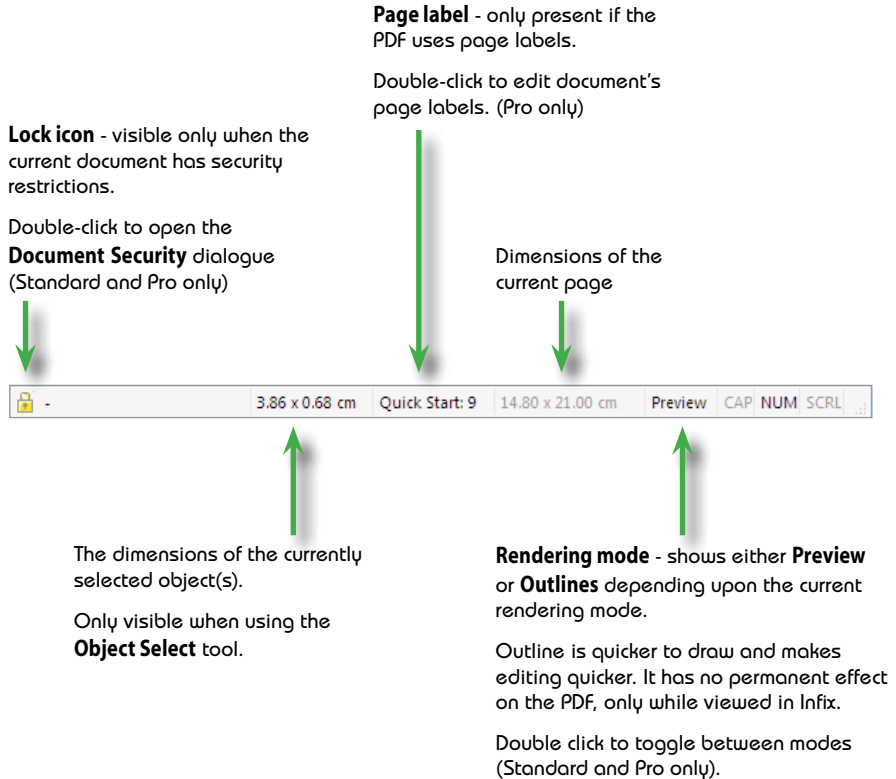 Page label - only present if the
PDF uses page labels.
Double-click to edit document's
page labels. (Pro only)
Lock icon - visible only when the
current document has security
restrictions.
Double-click to open the
Document Security dialogue
(Standard and Pro only)
Dimensions of the
current page
- 3.86 x 0.68 cm Quick Start: 9 14.80 x 21.00 cm Preview CAP NUM SCRL
The dimensions of the currently
selected object(s).
Only visible when using the
Object Select tool.
Rendering mode - shows either Preview
or Outlines depending upon the current
rendering mode.
Outline is quicker to draw and makes
editing quicker. It has no permanent effect
on the PDF, only while viewed in Infix.
Double click to toggle between modes
(Standard and Pro only).